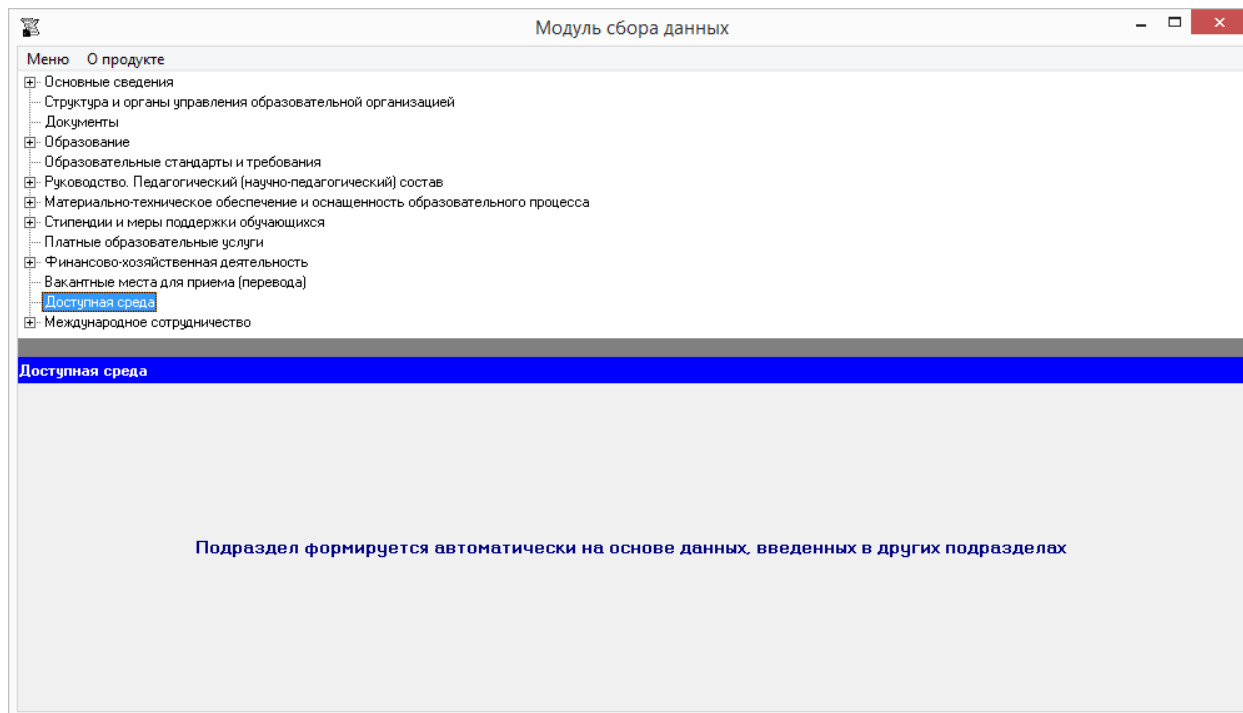 Модуль сбора данных
Меню О продукте
Основные сведения
Структура и органы управления образовательной организацией
Документы
Образование
Образовательные стандарты и требования
Руководство. Педагогический (научно-педагогический) состав
Материально-техническое обеспечение и оснащенность образовательного процесса
Стипендии и меры поддержки обучающихся
Платные образовательные услуги
Финансово-хозяйственная деятельность
Вакантные места для приема (перевода)
Доступная среда
Международное сотрудничество
Доступная среда
Подраздел формируется автоматически на основе данных, введенных в других подразделах